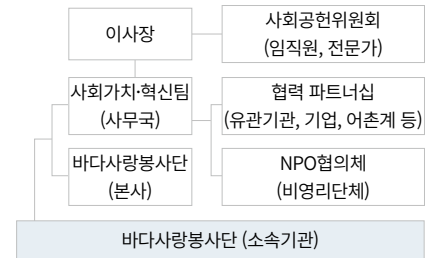 이사장
사회공헌위원회
(임직원, 전문가)
사회가치·혁신팀
(사무국)
협력 파트너십
(유관기관, 기업, 어촌계 등)
바다사랑봉사단
(본사)
NPO협의체
(비영리단체)
바다사랑봉사단 (소속기관)